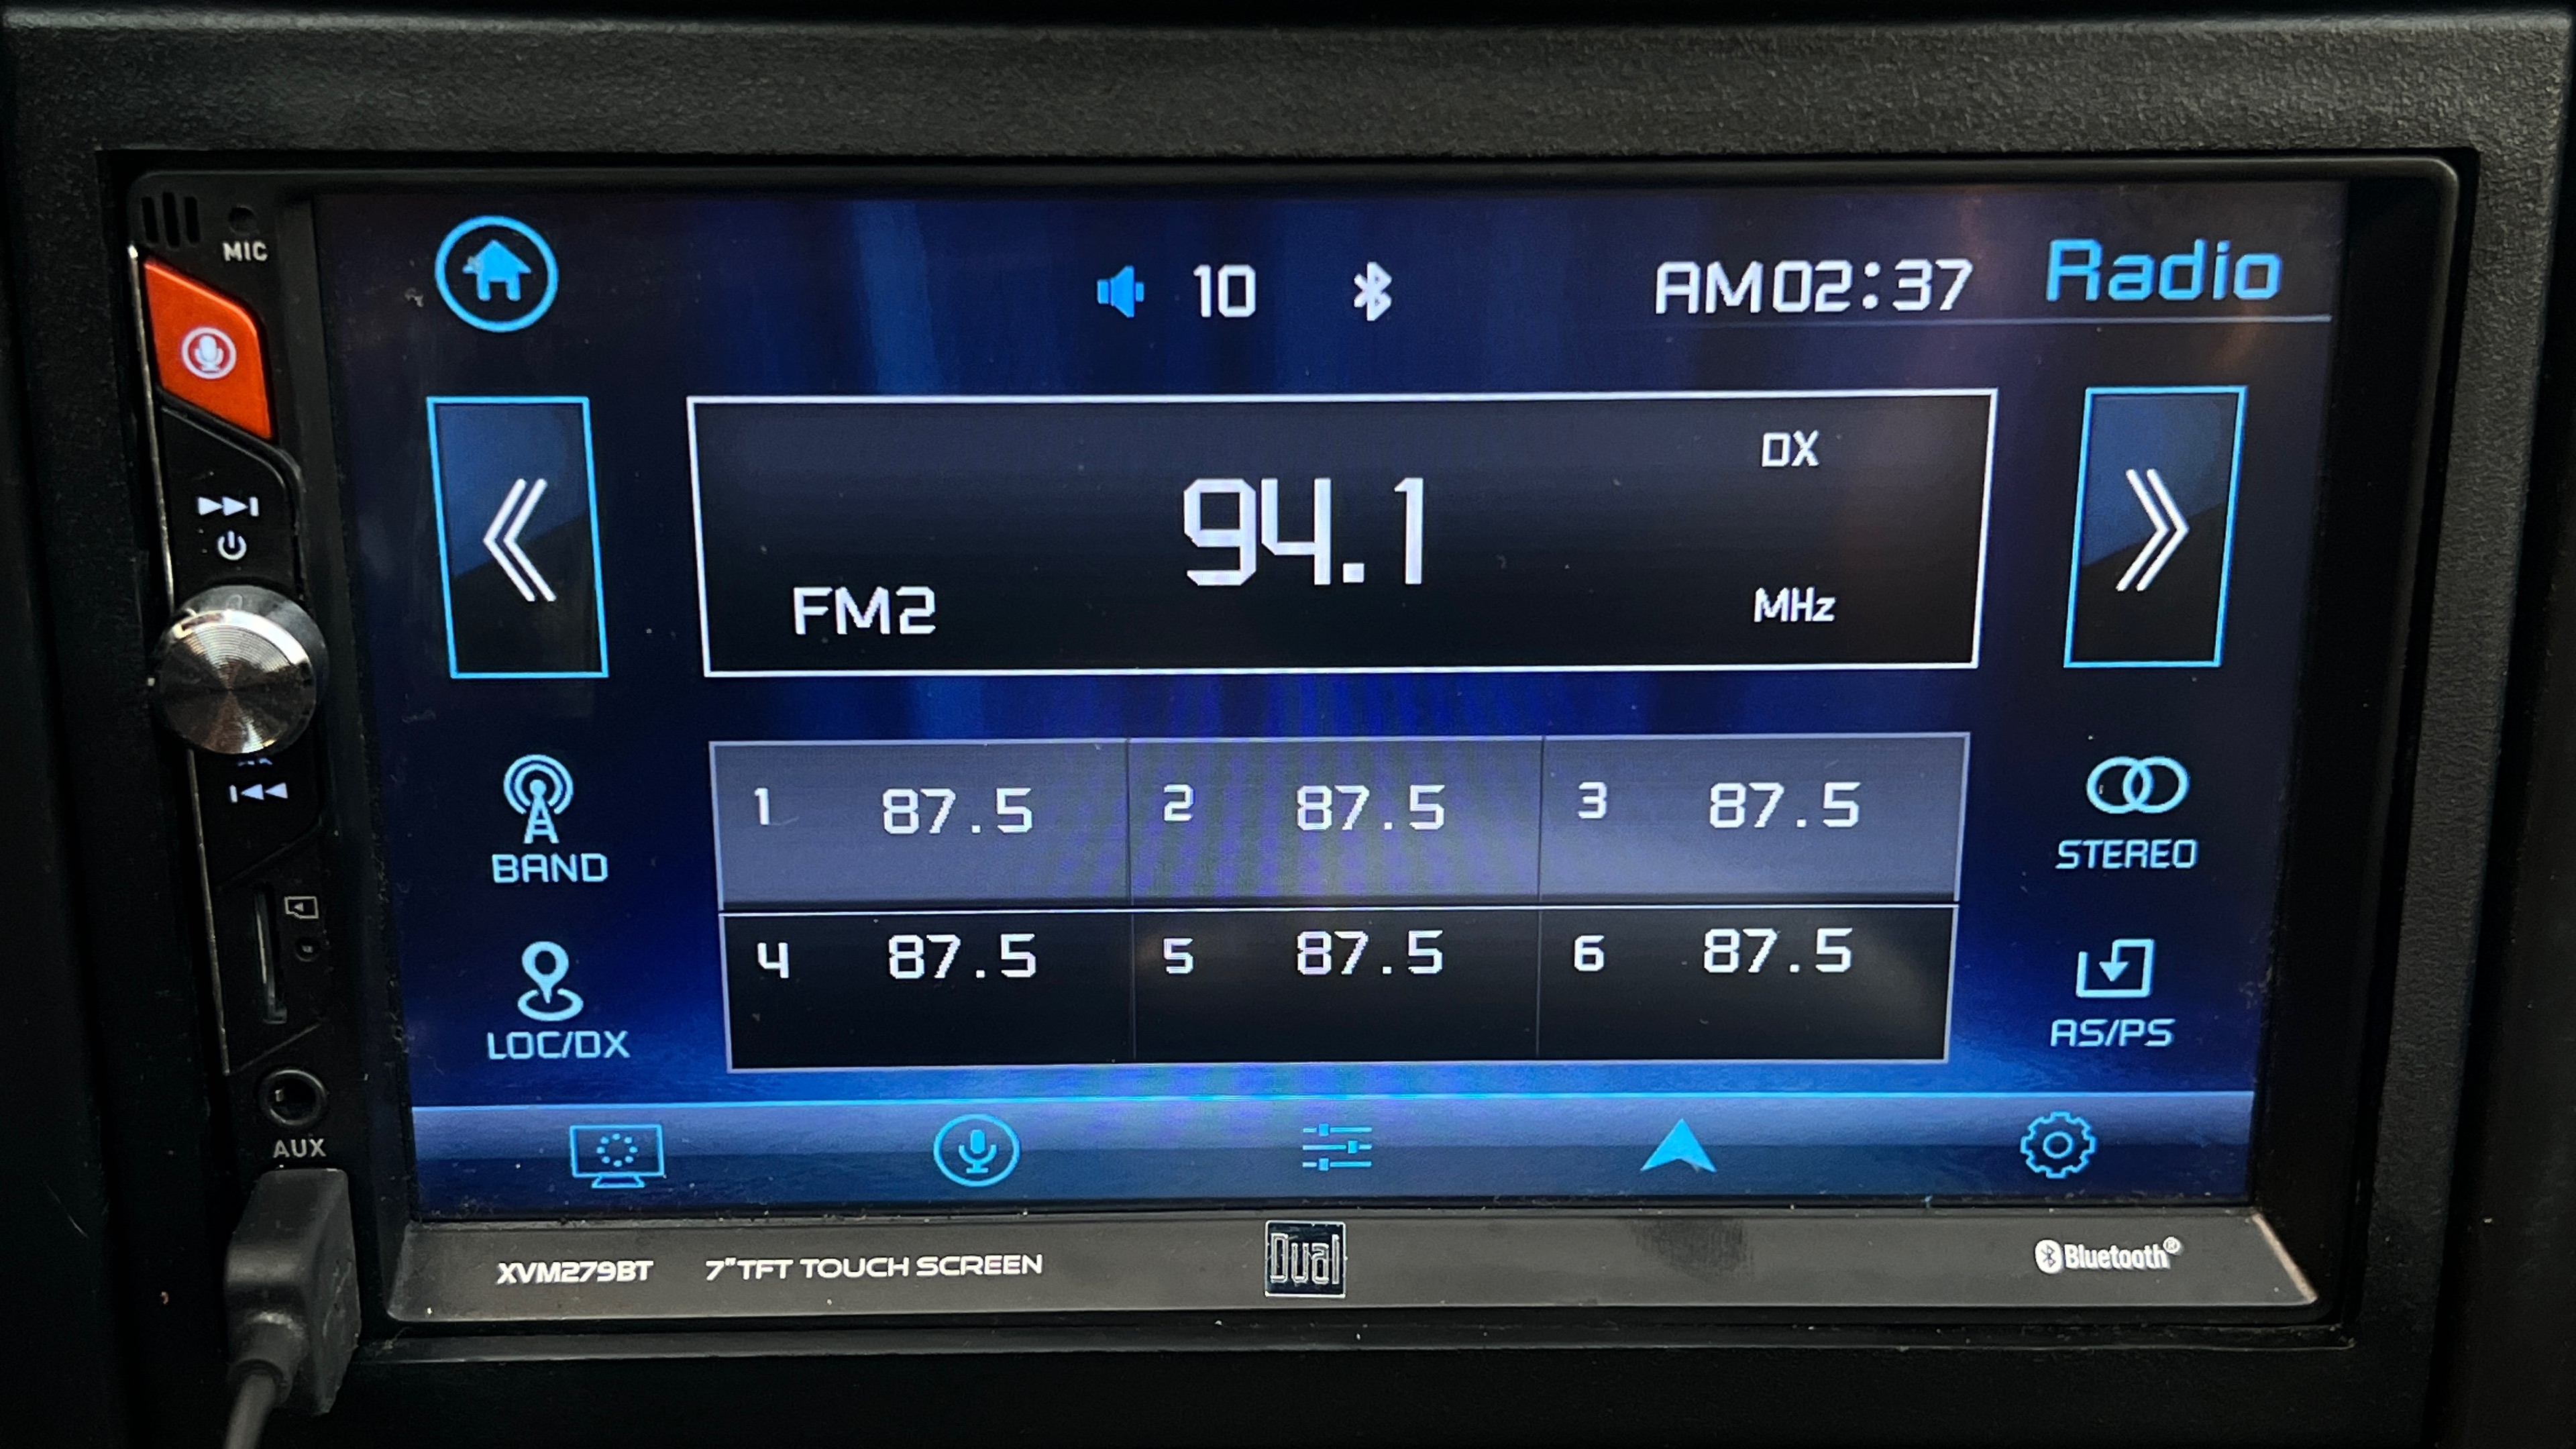 MIC
10
AM02:37
Radio
DX
94.1
FM2
MHz
1 87.5
2 87.5
3 87.5
4 87.5
5 87.5
6 87.5
BAND
LOC/DX
STEREO
AS/PS
AUX
XVM279BT
7"TFT TOUCH SCREEN
Dual
Bluetooth®